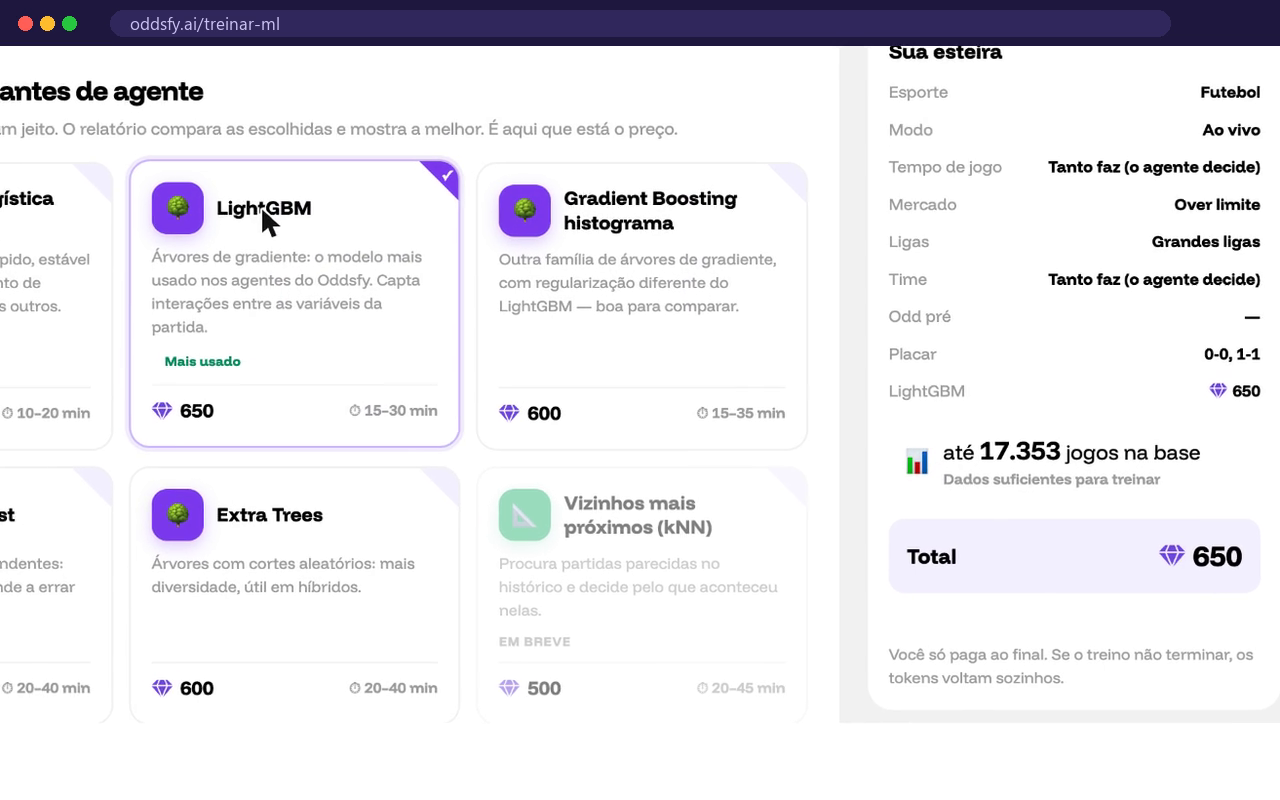 oddsfy.ai/treinar-ml
antes de agente
m jeito. O relatório compara as escolhidas e mostra a melhor. É aqui que está o preço.
gística
pido, estável
nto de
s outros.
10–20 min
LightGBM
Árvores de gradiente: o modelo mais
usado nos agentes do Oddsfy. Capta
interações entre as variáveis da
partida.
Mais usado
650
15–30 min
Gradient Boosting
histograma
Outra família de árvores de gradiente,
com regularização diferente do
LightGBM — boa para comparar.
600
15–35 min
st
ndentes:
nde a errar
20–40 min
Extra Trees
Árvores com cortes aleatórios: mais
diversidade, útil em híbridos.
600
20–40 min
Vizinhos mais
próximos (kNN)
Procura partidas parecidas no
histórico e decide pelo que aconteceu
nelas.
EM BREVE
500
20–45 min
Sua esteira
Esporte Futebol
Modo Ao vivo
Tempo de jogo Tanto faz (o agente decide)
Mercado Over limite
Ligas Grandes ligas
Time Tanto faz (o agente decide)
Odd pré —
Placar 0-0, 1-1
LightGBM 650
até 17.353 jogos na base
Dados suficientes para treinar
Total 650
Você só paga ao final. Se o treino não terminar, os
tokens voltam sozinhos.